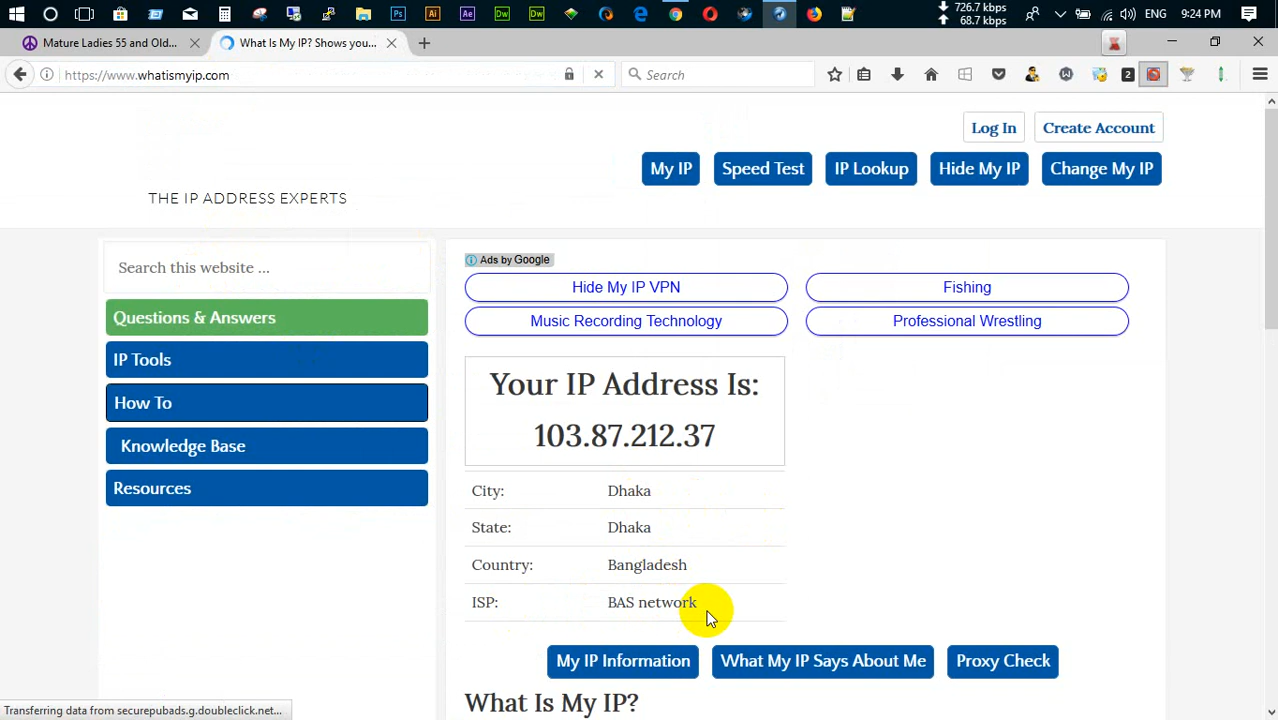 726.7 kbps
68.7 kbps
ENG
9:24 PM
Mature Ladies 55 and Old...
What Is My IP? Shows you...
https://www.whatismyip.com
Search
2
Log In
Create Account
My IP
Speed Test
IP Lookup
Hide My IP
Change My IP
THE IP ADDRESS EXPERTS
Search this website ...
Questions & Answers
IP Tools
How To
Knowledge Base
Resources
Ads by Google
Hide My IP VPN
Fishing
Music Recording Technology
Professional Wrestling
Your IP Address Is:
103.87.212.37
City: Dhaka
State: Dhaka
Country: Bangladesh
ISP: BAS network
My IP Information
What My IP Says About Me
Proxy Check
What Is My IP?
Transferring data from securepubads.g.doubleclick.net...